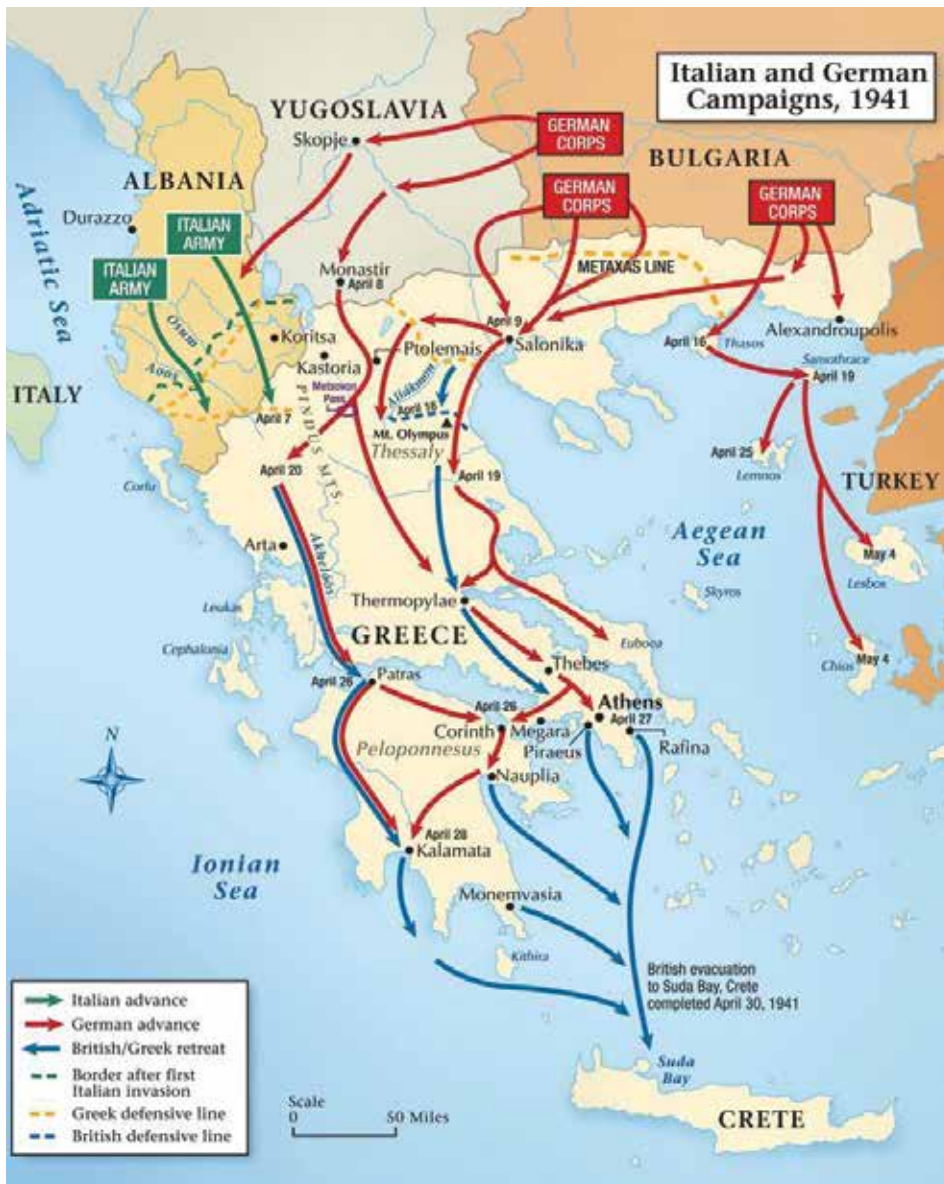 Italian and German
Campaigns, 1941
YUGOSLAVIA
Skopje
GERMAN
CORPS
BULGARIA
ALBANIA
GERMAN
CORPS
GERMAN
CORPS
Adriatic Sea
Durazzo
ITALIAN
ARMY
ITALIAN
ARMY
METAXAS LINE
Monastir
April 8
Osum
Aoos
Koritsa
Kastoria
Ptolemais
April 9
Salonika
April 16
Thasos
Alexandroupolis
Samothrace
April 19
ITALY
Metsovon
Pass
April 7
PINDUS MTS.
Aliákmon
April 18
Mt. Olympus
Thessaly
April 20
April 19
April 25
Lemnos
TURKEY
Corfu
Aegean
Sea
Arta
Akheloös
May 4
Lesbos
Skyros
Leukas
Thermopylae
GREECE
Euboea
Cephalonia
Chios
May 4
Thebes
April 26
Patras
April 26
Athens
April 27
Corinth
Megara
Piraeus
Rafina
Peloponnesus
N
Nauplia
April 28
Kalamata
Ionian
Sea
Monemvasia
Kithira
British evacuation
to Suda Bay, Crete
completed April 30, 1941
Italian advance
German advance
British/Greek retreat
Border after first
Italian invasion
Greek defensive line
British defensive line
Scale
0 50 Miles
Suda
Bay
CRETE